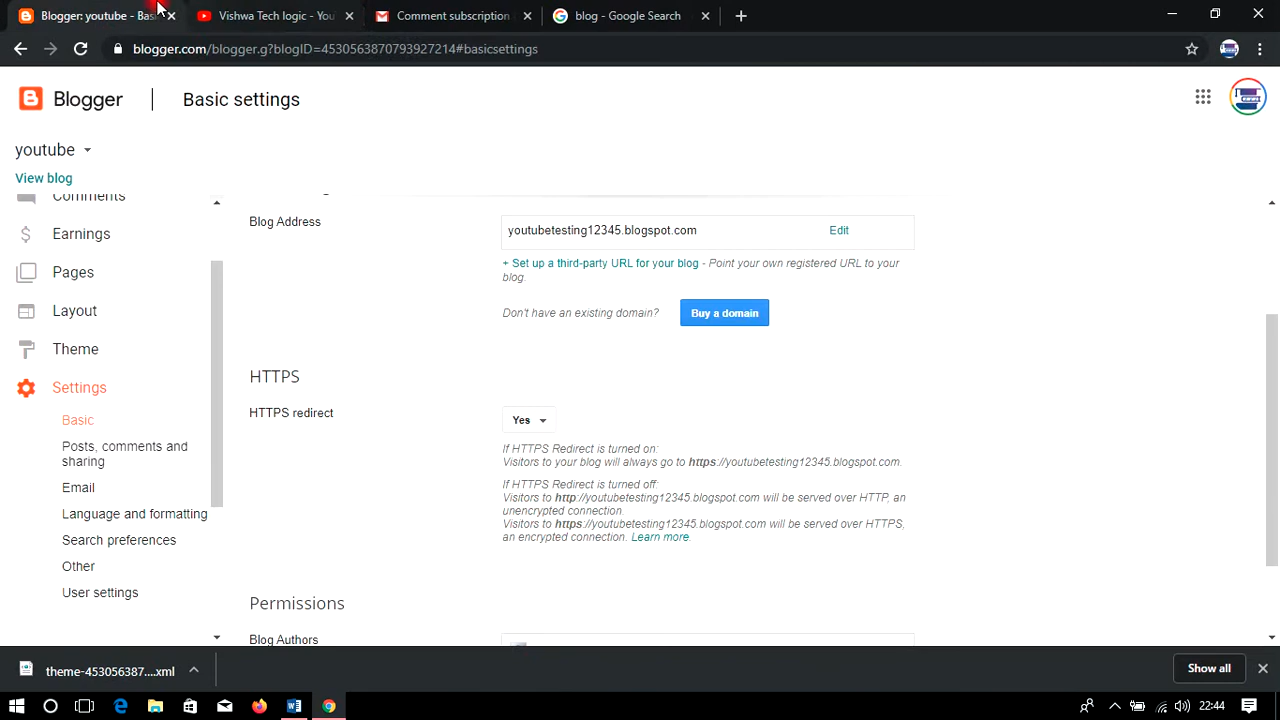 Blogger: youtube - Bas
Vishwa Tech logic - You
Comment subscription
blog - Google Search
blogger.com/blogger.g?blogID=4530563870793927214#basicsettings
Blogger
Basic settings
youtube
View blog
Comments
Earnings
Pages
Layout
Theme
Settings
Basic
Posts, comments and
sharing
Email
Language and formatting
Search preferences
Other
User settings
Blog Address
youtubetesting12345.blogspot.com
Edit
+ Set up a third-party URL for your blog - Point your own registered URL to your
blog.
Don't have an existing domain?
Buy a domain
HTTPS
HTTPS redirect
Yes
If HTTPS Redirect is turned on:
Visitors to your blog will always go to https://youtubetesting12345.blogspot.com.
If HTTPS Redirect is turned off:
Visitors to http://youtubetesting12345.blogspot.com will be served over HTTP, an
unencrypted connection.
Visitors to https://youtubetesting12345.blogspot.com will be served over HTTPS,
an encrypted connection. Learn more.
Permissions
Blog Authors
theme-453056387....xml
Show all
22:44